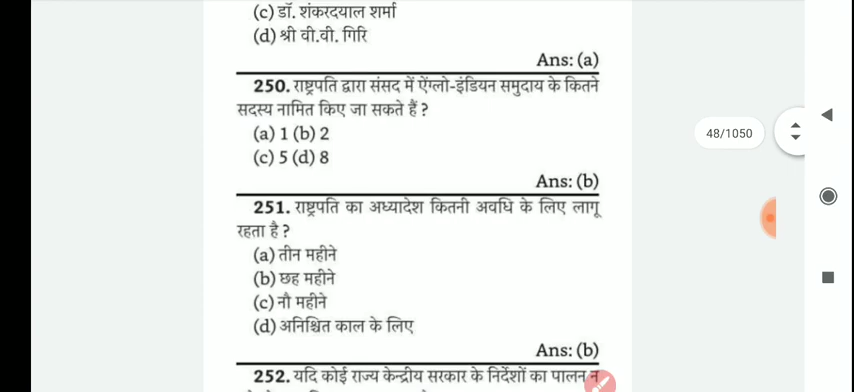 (c) डॉ. शंकरदयाल शर्मा
(d) श्री वी.वी. गिरि
Ans: (a)
250. राष्ट्रपति द्वारा संसद में ऐंग्लो-इंडियन समुदाय के कितने
सदस्य नामित किए जा सकते हैं ?
(a) 1 (b) 2
(c) 5 (d) 8
Ans: (b)
48/1050
251. राष्ट्रपति का अध्यादेश कितनी अवधि के लिए लागू
रहता है ?
(a) तीन महीने
(b) छह महीने
(c) नौ महीने
(d) अनिश्चित काल के लिए
Ans: (b)
252. यदि कोई राज्य केन्द्रीय सरकार के निर्देशों का पालन न